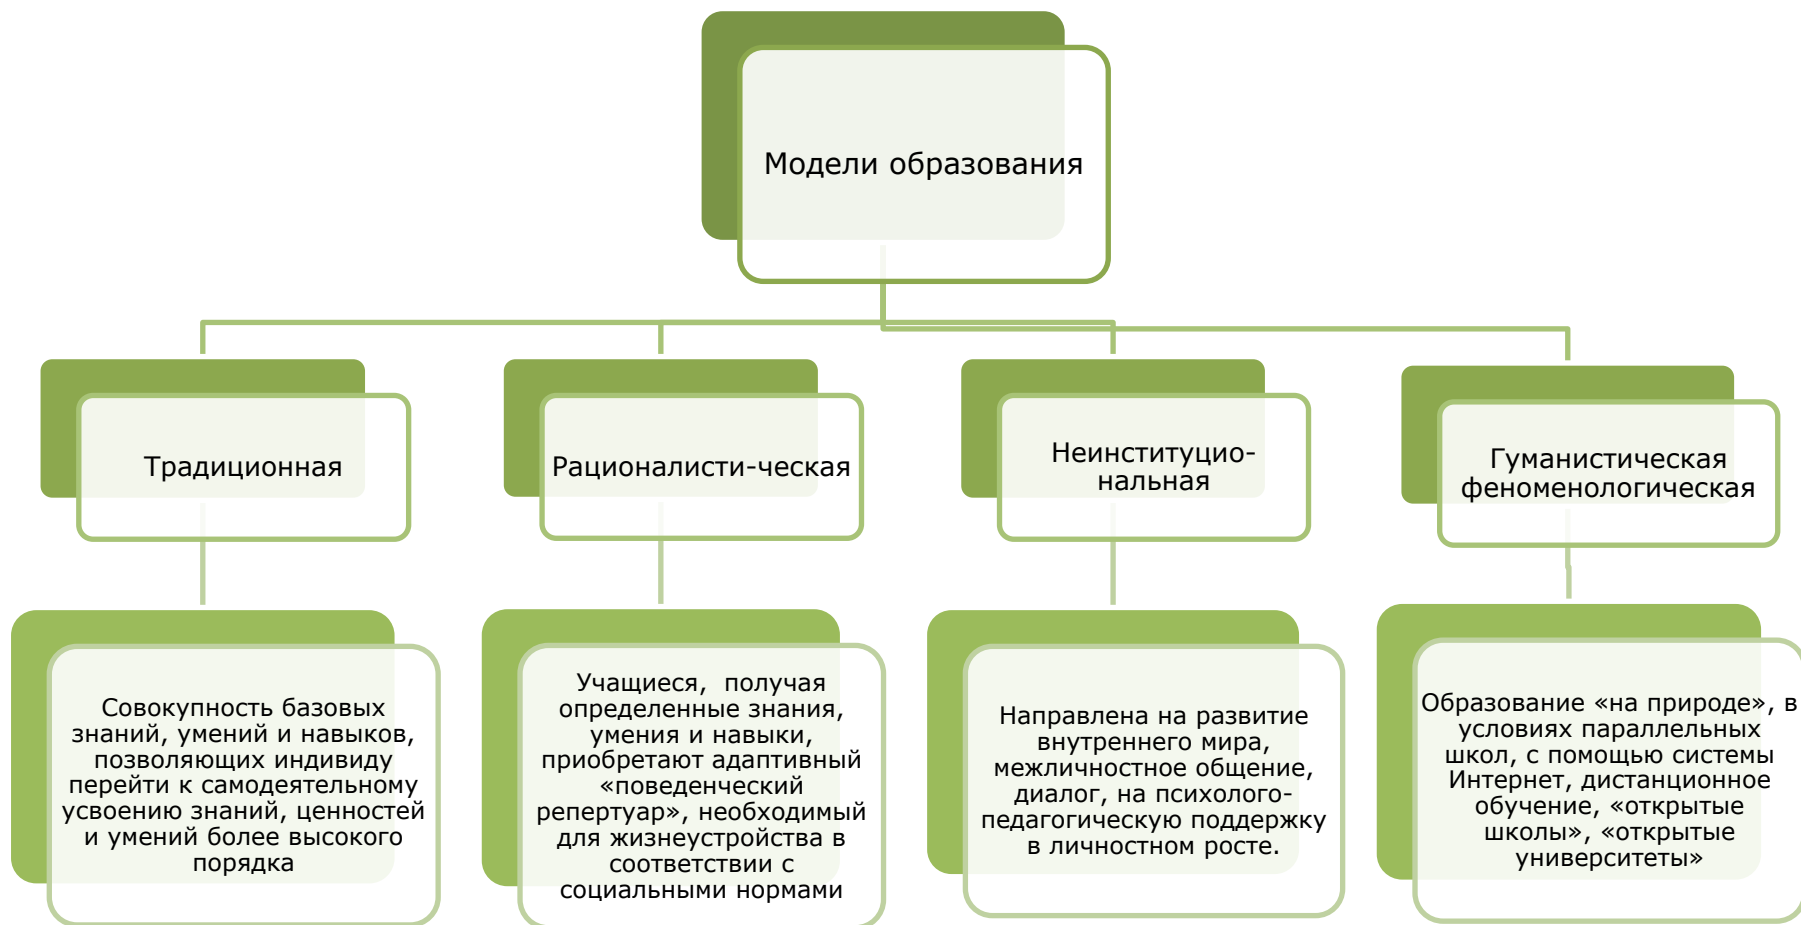 Модели образования
Традиционная
Рационалисти-ческая
Неинституцио-
нальная
Гуманистическая
феноменологическая
Совокупность базовых
знаний, умений и навыков,
позволяющих индивиду
перейти к самодеятельному
усвоению знаний, ценностей
и умений более высокого
порядка
Учащиеся,  получая
определенные знания,
умения и навыки,
приобретают адаптивный
«поведенческий
репертуар», необходимый
для жизнеустройства в
соответствии с
социальными нормами
Направлена на развитие
внутреннего мира,
межличностное общение,
диалог, на психолого-
педагогическую поддержку
в личностном росте.
Образование «на природе», в
условиях параллельных
школ, с помощью системы
Интернет, дистанционное
обучение, «открытые
школы», «открытые
университеты»